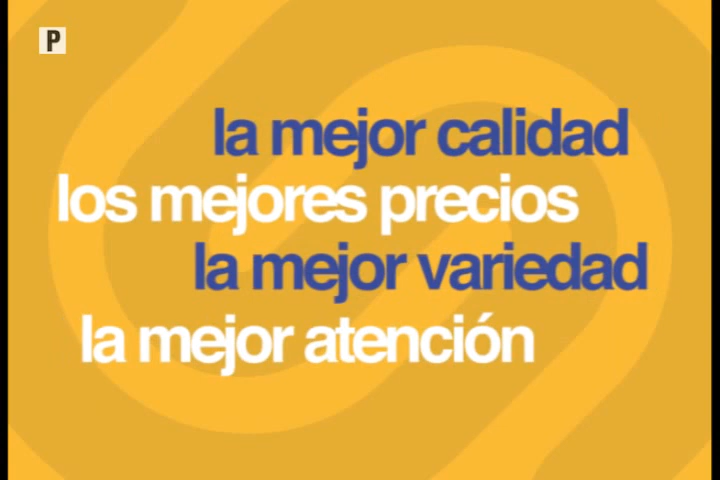 P
la mejor calidad
los mejores precios
la mejor variedad
la mejor atención